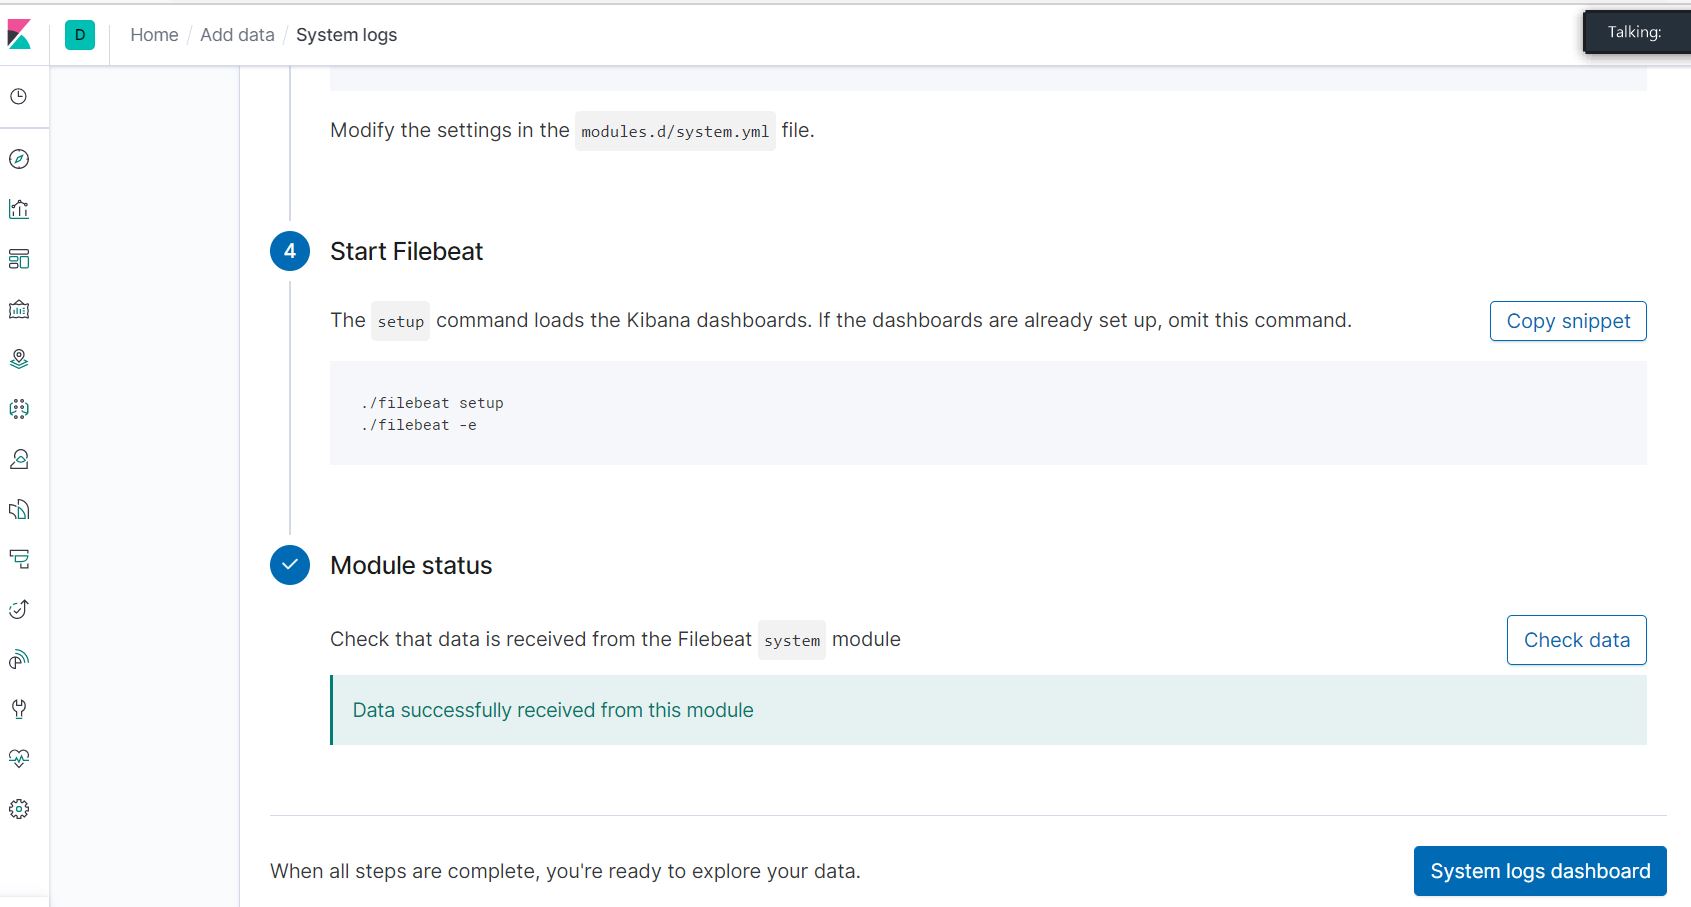 D Home / Add data / System logs
Talking:
Modify the settings in the modules.d/system.yml file.
4 Start Filebeat
The setup command loads the Kibana dashboards. If the dashboards are already set up, omit this command.
Copy snippet
./filebeat setup
./filebeat -e
Module status
Check that data is received from the Filebeat system module
Check data
Data successfully received from this module
When all steps are complete, you're ready to explore your data.
System logs dashboard